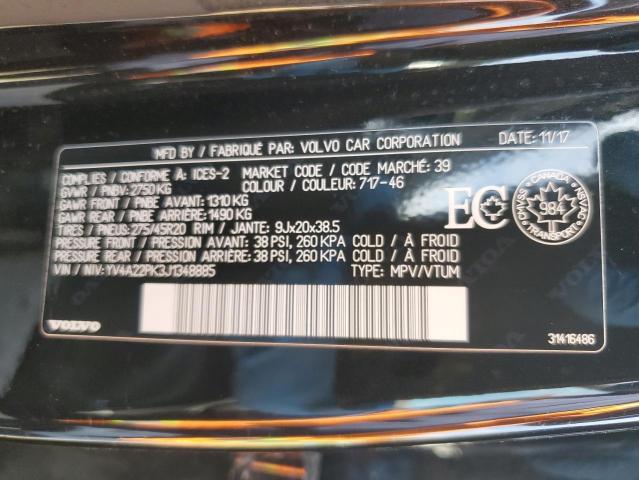 MFD BY / FABRIQUÉ PAR: VOLVO CAR CORPORATION DATE: 11/17
COMPLIES / CONFORME À: ICES-2 MARKET CODE / CODE MARCHÉ: 39
GVWR / PNBV: 2750 KG COLOUR / COULEUR: 717-46
GAWR FRONT / PNBE AVANT: 1310 KG
GAWR REAR / PNBE ARRIÈRE: 1490 KG
TIRES / PNEUS: 275/45R20 RIM / JANTE: 9Jx20x38.5
PRESSURE FRONT / PRESSION AVANT: 38 PSI, 260 KPA COLD / À FROID
PRESSURE REAR / PRESSION ARRIÈRE: 38 PSI, 260 KPA COLD / À FROID
VIN / NIV: YV4A22PK3J1348885 TYPE: MPV/VTUM
EC
CANADA
CMVSS
NSVAC
984
TRANSPORT
VOLVO
31416486